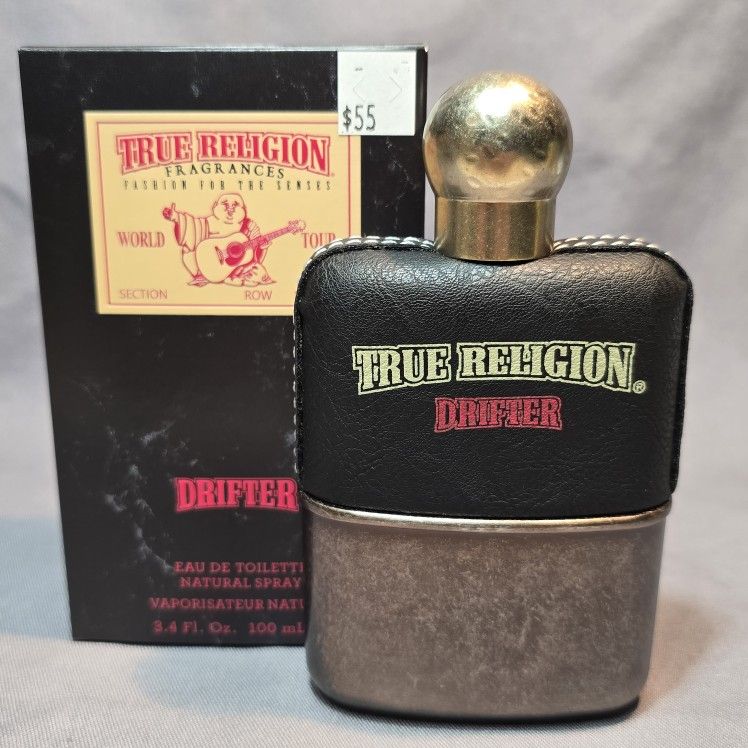 $55
TRUE RELIGION
FRAGRANCES
FASHION FOR THE SENSES
WORLD TOUR
SECTION ROW
DRIFTER
EAU DE TOILETTE
NATURAL SPRAY
VAPORISATEUR NATU
3.4 Fl. Oz. 100 mL
TRUE RELIGION®
DRIFTER